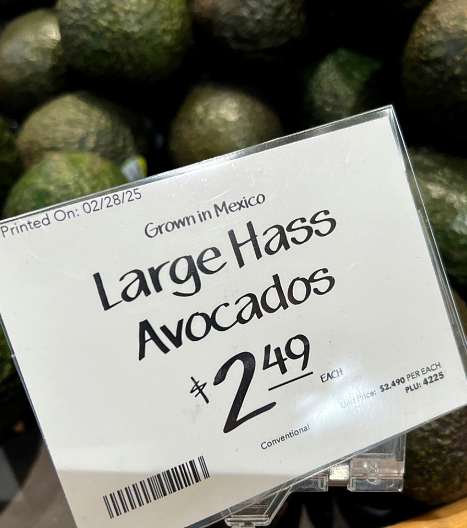 Printed On: 02/28/25
Grown in Mexico
Large Hass
Avocados
$2 49 EACH
Unit Price: $2.490 PER EACH
PLU: 4225
Conventional